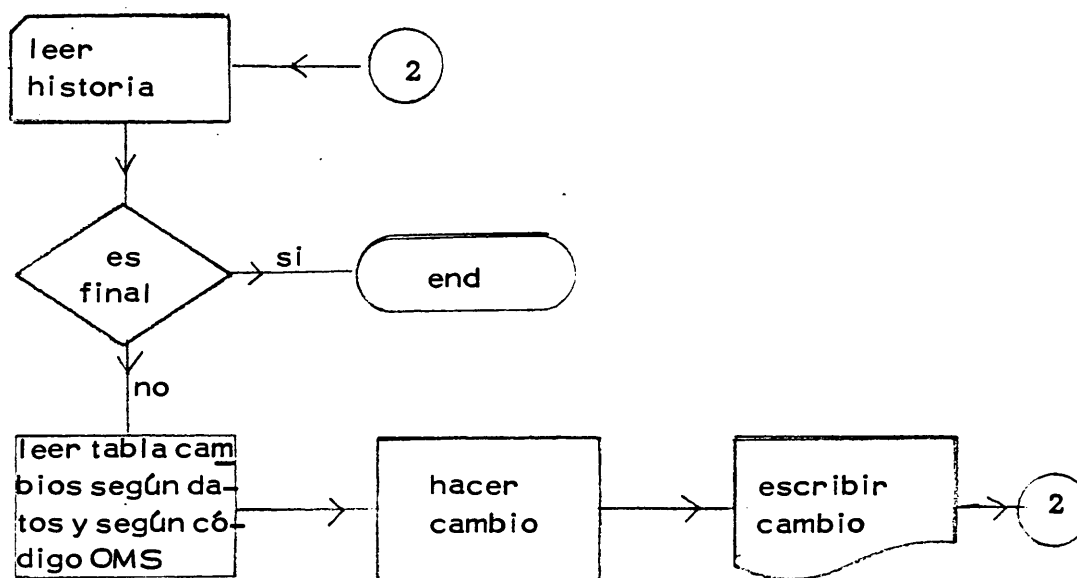 leer
historia
2
es
final
si
end
no
leer tabla cam
bios según da-
tos y según có-
digo OMS
hacer
cambio
escribir
cambio
2